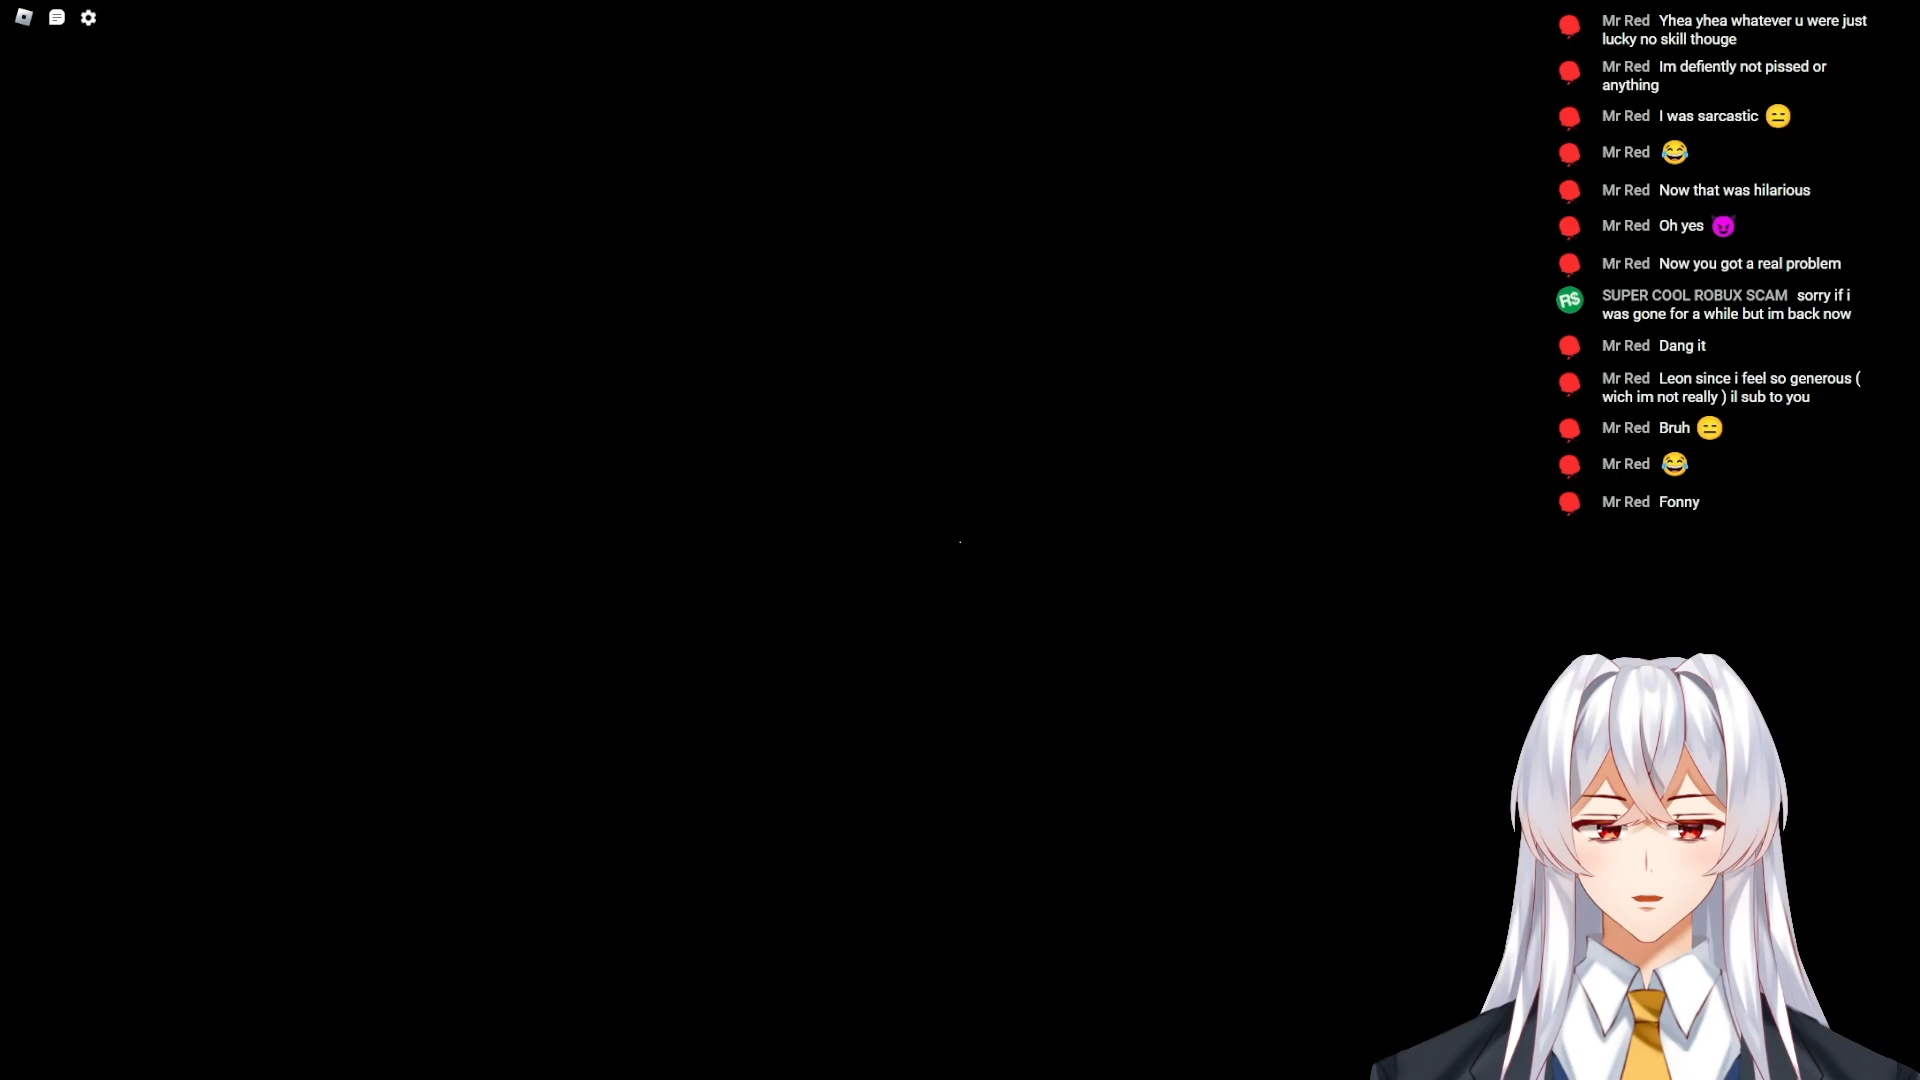 Mr Red Yhea yhea whatever u were just
lucky no skill thouge
Mr Red Im defiently not pissed or
anything
Mr Red I was sarcastic 😑
Mr Red 😂
Mr Red Now that was hilarious
Mr Red Oh yes 😈
Mr Red Now you got a real problem
R$ SUPER COOL ROBUX SCAM sorry if i
was gone for a while but im back now
Mr Red Dang it
Mr Red Leon since i feel so generous (
wich im not really ) il sub to you
Mr Red Bruh 😑
Mr Red 😂
Mr Red Fonny